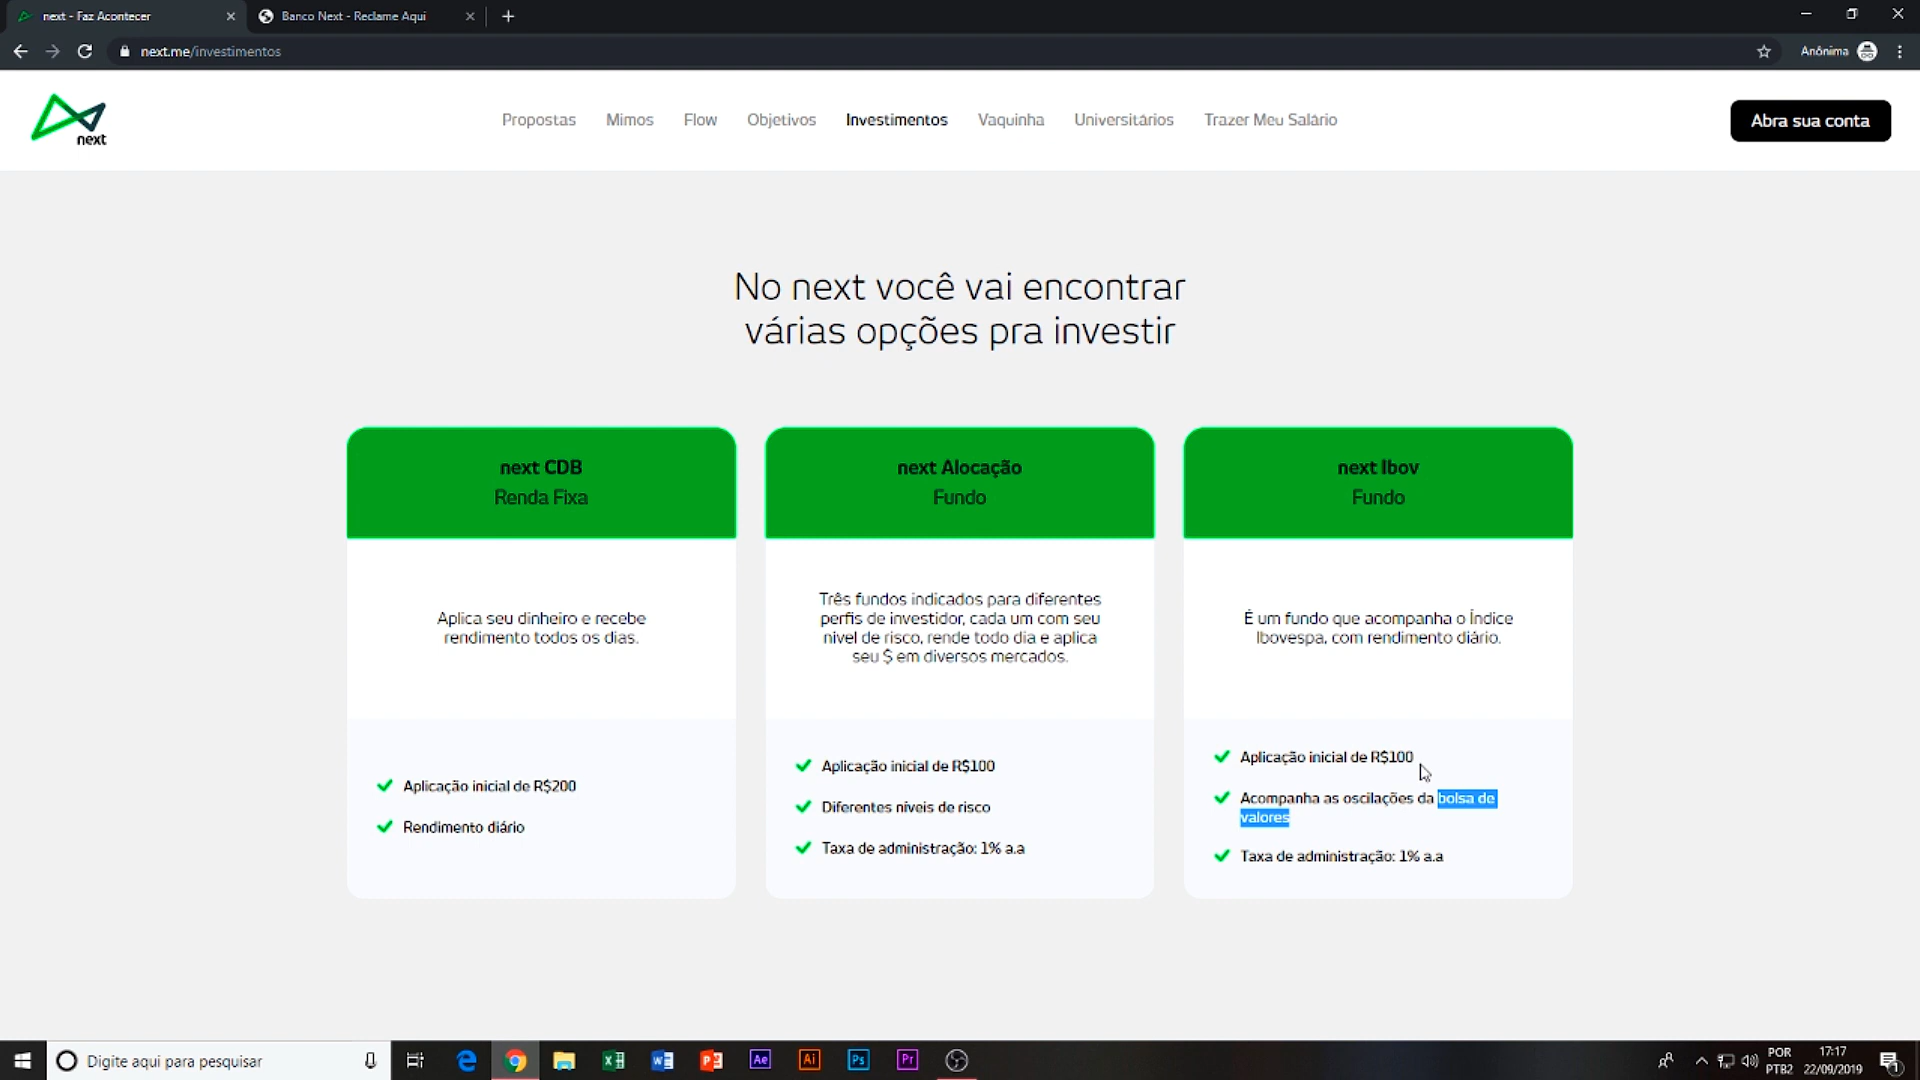 next - Faz Acontecer
Banco Next - Reclame Aqui
next.me/investimentos
Anônima
next
Propostas
Mimos
Flow
Objetivos
Investimentos
Vaquinha
Universitários
Trazer Meu Salário
Abra sua conta
No next você vai encontrar
várias opções pra investir
next CDB
Renda Fixa
Aplica seu dinheiro e recebe
rendimento todos os dias.
Aplicação inicial de R$200
Rendimento diário
next Alocação
Fundo
Três fundos indicados para diferentes
perfis de investidor, cada um com seu
nível de risco, rende todo dia e aplica
seu $ em diversos mercados.
Aplicação inicial de R$100
Diferentes níveis de risco
Taxa de administração: 1% a.a
next Ibov
Fundo
É um fundo que acompanha o Índice
Ibovespa, com rendimento diário.
Aplicação inicial de R$100
Acompanha as oscilações da bolsa de
valores
Taxa de administração: 1% a.a
Digite aqui para pesquisar
Ae
Ai
Ps
Pr
POR
PTB2
17:17
22/09/2019
1